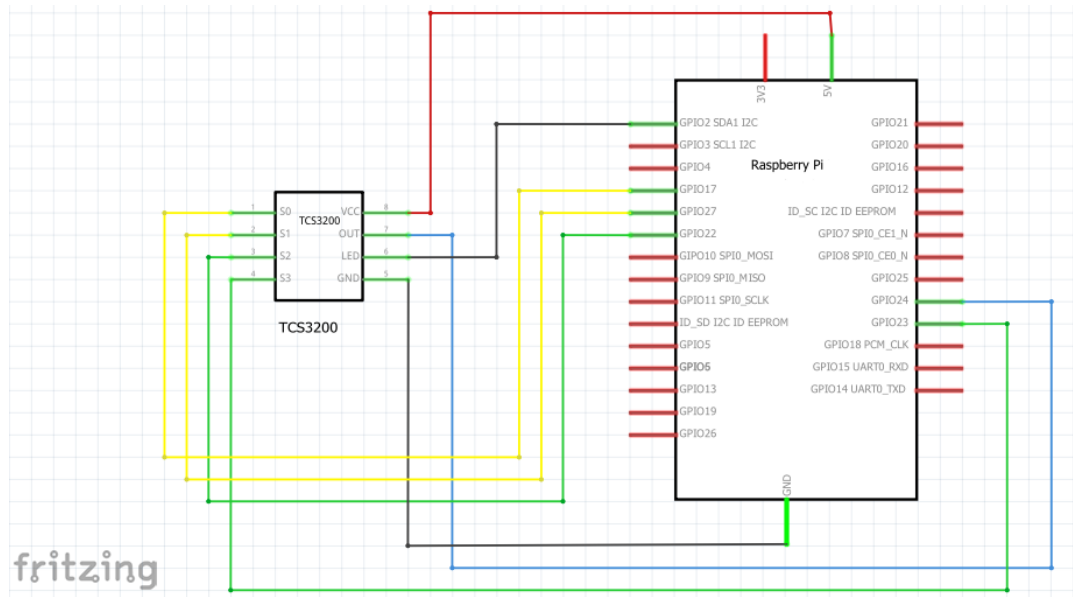 3V3
5V
GPIO2 SDA1 I2C
GPIO3 SCL1 I2C
GPIO4
GPIO17
GPIO27
GPIO22
GIPO10 SPI0_MOSI
GPIO9 SPI0_MISO
GPIO11 SPI0_SCLK
ID_SD I2C ID EEPROM
GPIO5
GPIO6
GPIO13
GPIO19
GPIO26
Raspberry Pi
GPIO21
GPIO20
GPIO16
GPIO12
ID_SC I2C ID EEPROM
GPIO7 SPI0_CE1_N
GPIO8 SPI0_CE0_N
GPIO25
GPIO24
GPIO23
GPIO18 PCM_CLK
GPIO15 UART0_RXD
GPIO14 UART0_TXD
GND
1 S0 VCC 8
TCS3200
2 S1 OUT 7
3 S2 LED 6
4 S3 GND 5
TCS3200
fritzing